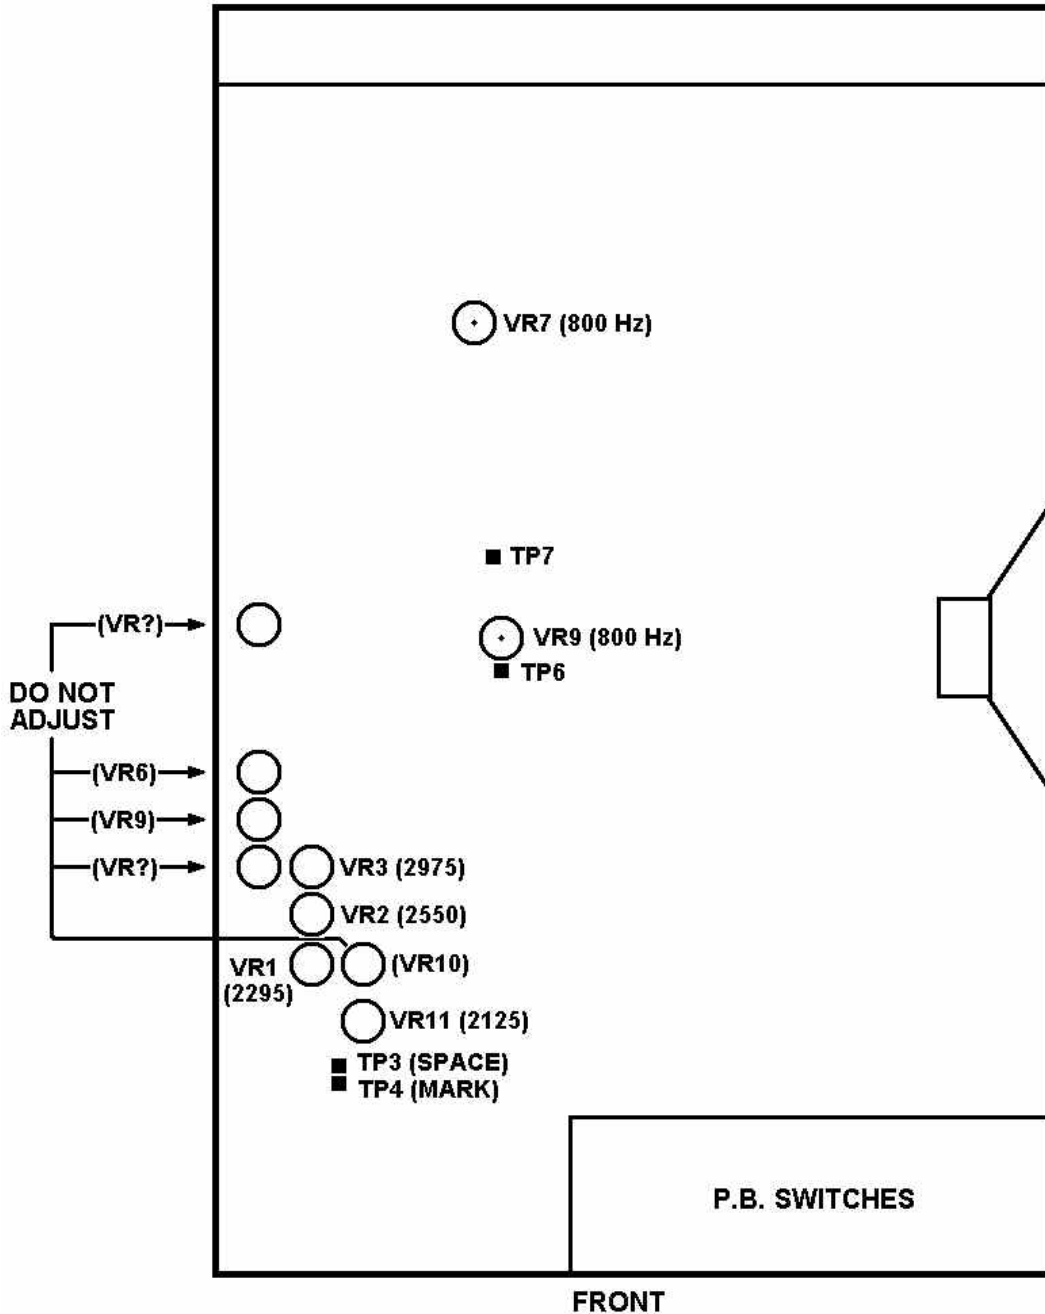 VR7 (800 Hz)
TP7
(VR?)
VR9 (800 Hz)
TP6
DO NOT
ADJUST
(VR6)
(VR9)
(VR?)
VR3 (2975)
VR2 (2550)
VR1
(2295)
(VR10)
VR11 (2125)
TP3 (SPACE)
TP4 (MARK)
P.B. SWITCHES
FRONT